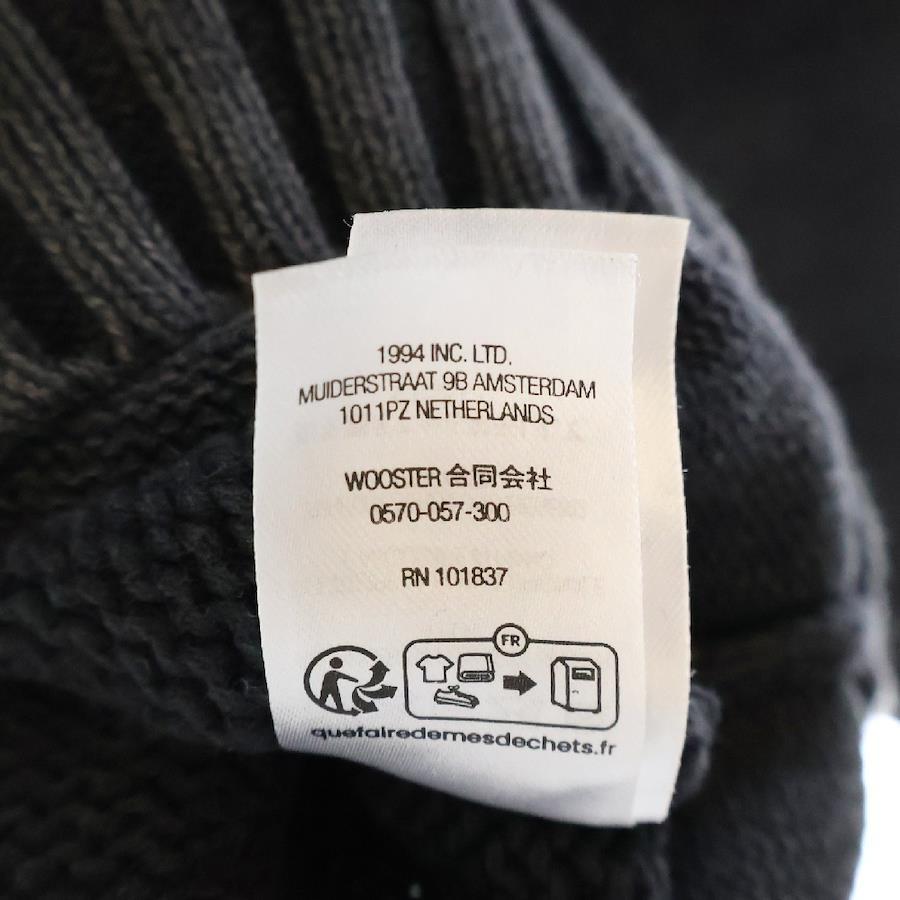 1994 INC. LTD.
MUIDERSTRAAT 9B AMSTERDAM
1011PZ NETHERLANDS
WOOSTER 合同会社
0570-057-300
RN 101837
FR
quefairedemesdechets.fr